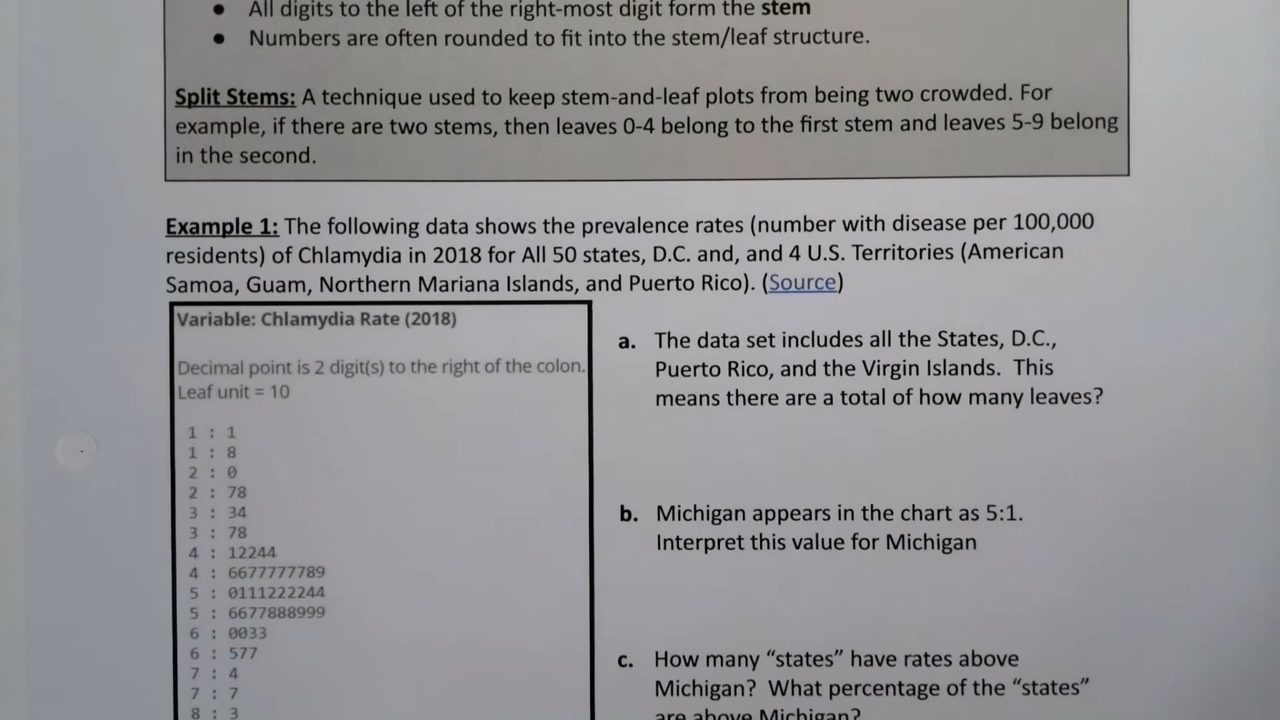 • All digits to the left of the right-most digit form the stem
• Numbers are often rounded to fit into the stem/leaf structure.
Split Stems: A technique used to keep stem-and-leaf plots from being two crowded. For
example, if there are two stems, then leaves 0-4 belong to the first stem and leaves 5-9 belong
in the second.
Example 1: The following data shows the prevalence rates (number with disease per 100,000
residents) of Chlamydia in 2018 for All 50 states, D.C. and, and 4 U.S. Territories (American
Samoa, Guam, Northern Mariana Islands, and Puerto Rico). (Source)
Variable: Chlamydia Rate (2018)
Decimal point is 2 digit(s) to the right of the colon.
Leaf unit = 10
1 : 1
1 : 8
2 : 0
2 : 78
3 : 34
3 : 78
4 : 12244
4 : 6677777789
5 : 0111222244
5 : 6677888999
6 : 0033
6 : 577
7 : 4
7 : 7
8 : 3
a. The data set includes all the States, D.C.,
Puerto Rico, and the Virgin Islands. This
means there are a total of how many leaves?
b. Michigan appears in the chart as 5:1.
Interpret this value for Michigan
c. How many “states” have rates above
Michigan? What percentage of the “states”
are above Michigan?